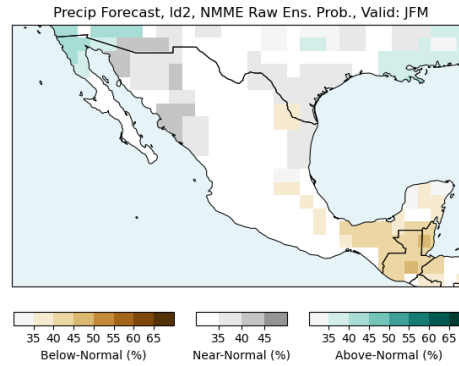 Precip Forecast, ld2, NMME Raw Ens. Prob., Valid: JFM
35 40 45 50 55 60 65
Below-Normal (%)
35 40 45
Near-Normal (%)
35 40 45 50 55 60 65
Above-Normal (%)